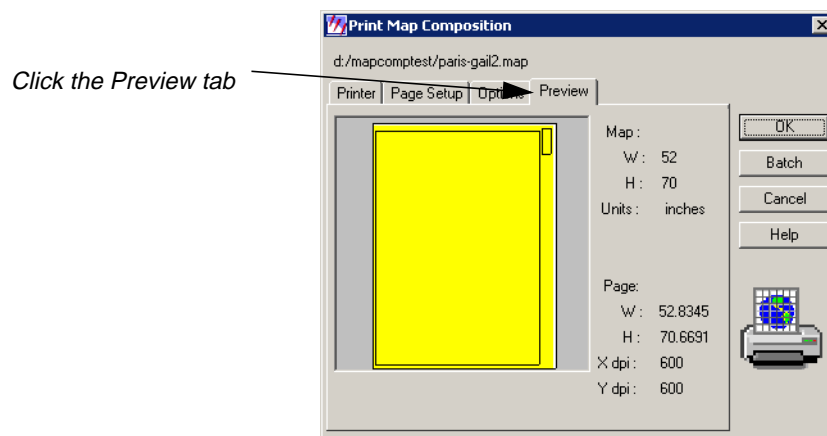 Print Map Composition
d:/mapcomptest/paris-gail2.map
Click the Preview tab
Printer Page Setup Options Preview
Map :
W : 52
H : 70
Units : inches
Page:
W : 52.8345
H : 70.6691
X dpi : 600
Y dpi : 600
OK
Batch
Cancel
Help